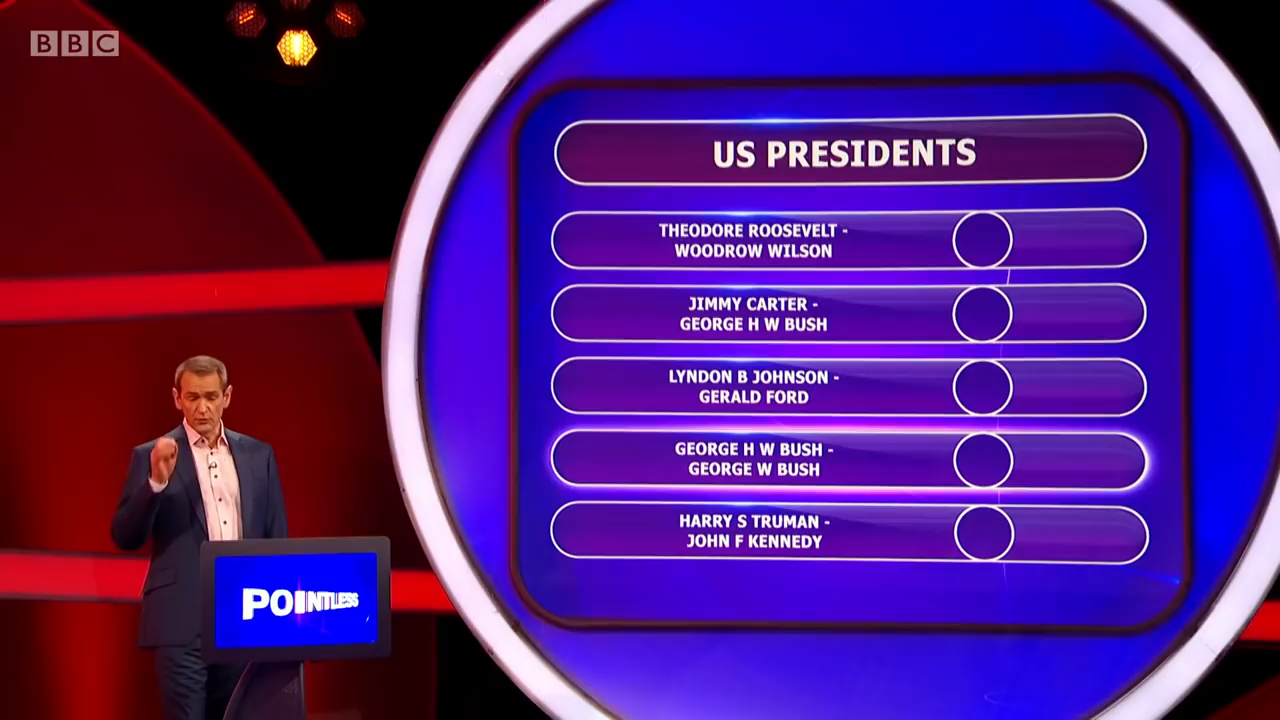 BBC
US PRESIDENTS
THEODORE ROOSEVELT -
WOODROW WILSON
JIMMY CARTER -
GEORGE H W BUSH
LYNDON B JOHNSON -
GERALD FORD
GEORGE H W BUSH -
GEORGE W BUSH
HARRY S TRUMAN -
JOHN F KENNEDY
POINTLESS